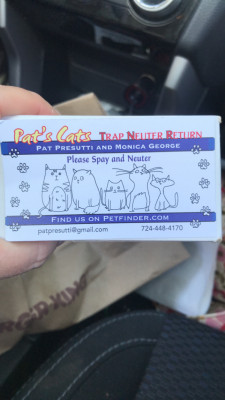 Pat's Cats Trap Neuter Return
Pat Presutti and Monica George
Please Spay and Neuter
Find us on Petfinder.com
patpresutti@gmail.com 724-448-4170